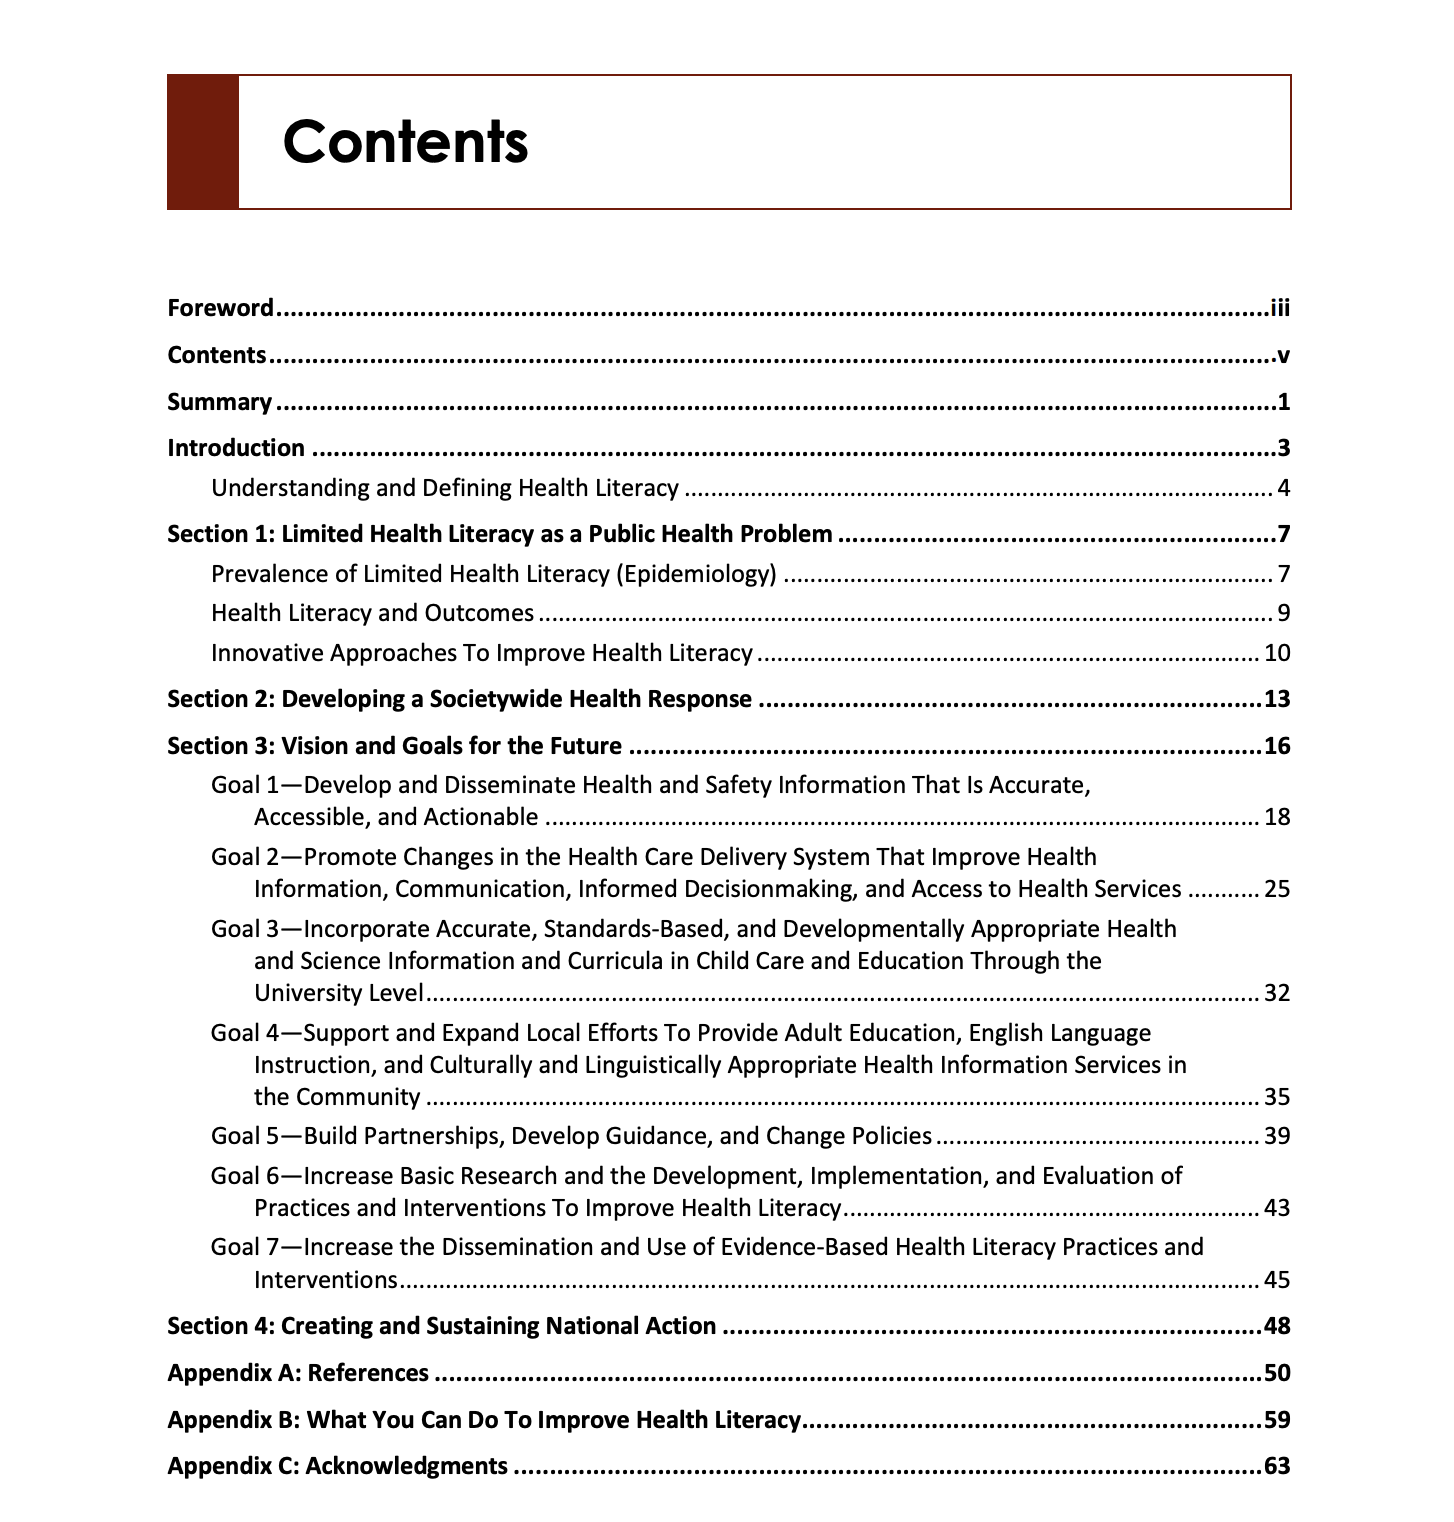 Contents
Foreword..........................................................................................................................................iii
Contents...........................................................................................................................................v
Summary ..........................................................................................................................................1
Introduction .....................................................................................................................................3
Understanding and Defining Health Literacy ......................................................................................... 4
Section 1: Limited Health Literacy as a Public Health Problem ..............................................................7
Prevalence of Limited Health Literacy (Epidemiology) .......................................................................... 7
Health Literacy and Outcomes ............................................................................................................... 9
Innovative Approaches To Improve Health Literacy ............................................................................ 10
Section 2: Developing a Societywide Health Response .......................................................................13
Section 3: Vision and Goals for the Future .........................................................................................16
Goal 1—Develop and Disseminate Health and Safety Information That Is Accurate,
Accessible, and Actionable ............................................................................................................ 18
Goal 2—Promote Changes in the Health Care Delivery System That Improve Health
Information, Communication, Informed Decisionmaking, and Access to Health Services ........... 25
Goal 3—Incorporate Accurate, Standards-Based, and Developmentally Appropriate Health
and Science Information and Curricula in Child Care and Education Through the
University Level.............................................................................................................................. 32
Goal 4—Support and Expand Local Efforts To Provide Adult Education, English Language
Instruction, and Culturally and Linguistically Appropriate Health Information Services in
the Community .............................................................................................................................. 35
Goal 5—Build Partnerships, Develop Guidance, and Change Policies ................................................. 39
Goal 6—Increase Basic Research and the Development, Implementation, and Evaluation of
Practices and Interventions To Improve Health Literacy............................................................... 43
Goal 7—Increase the Dissemination and Use of Evidence-Based Health Literacy Practices and
Interventions.................................................................................................................................. 45
Section 4: Creating and Sustaining National Action ............................................................................48
Appendix A: References ...................................................................................................................50
Appendix B: What You Can Do To Improve Health Literacy.................................................................59
Appendix C: Acknowledgments ........................................................................................................63